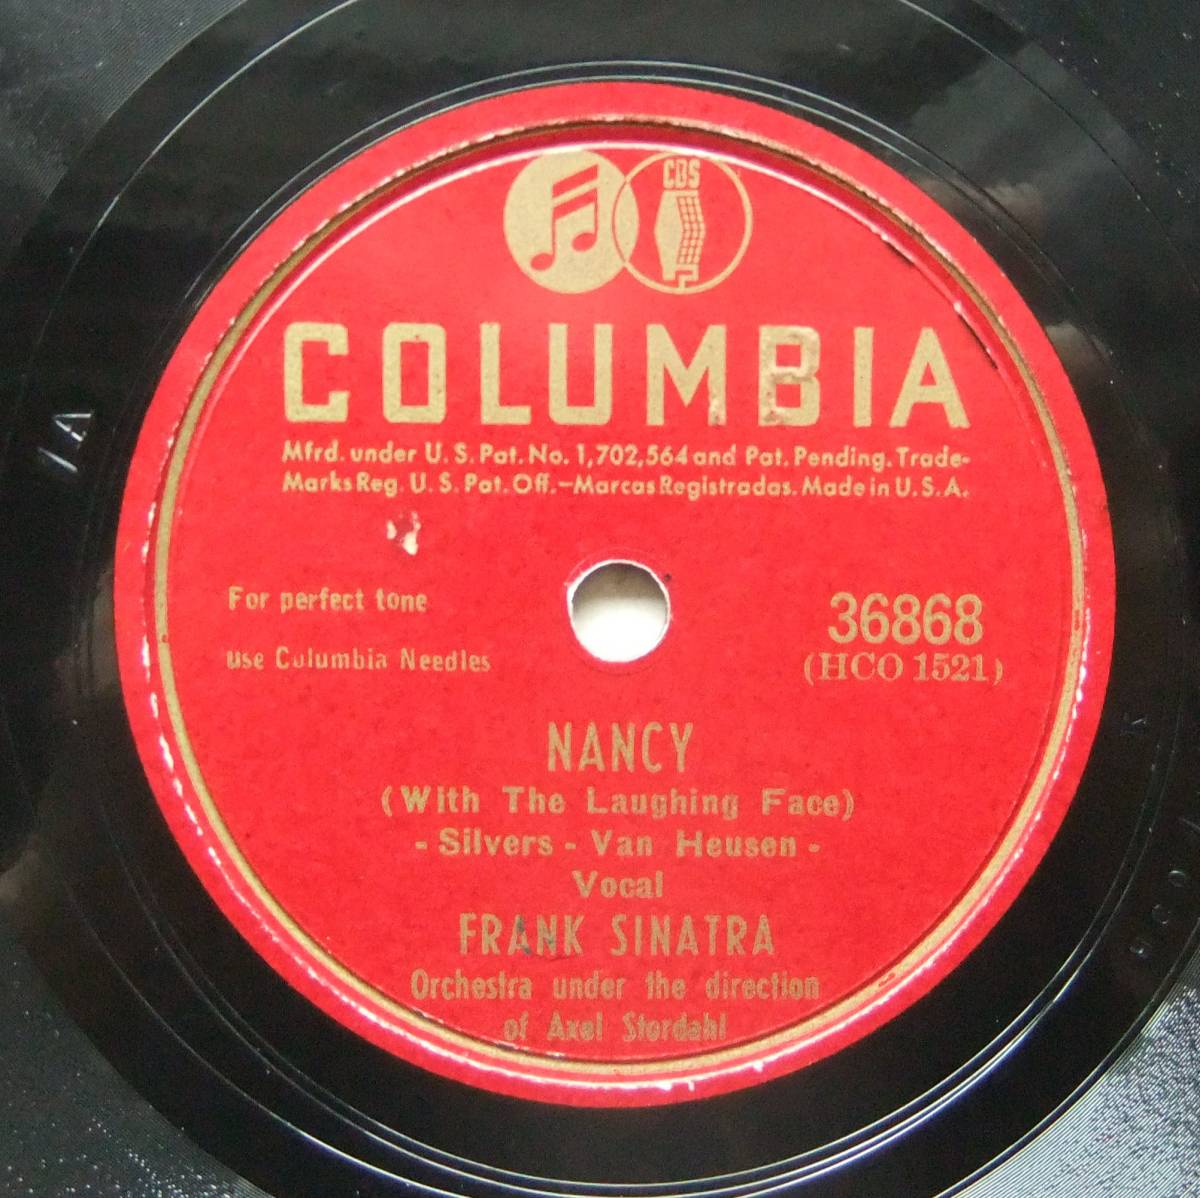 CBS
COLUMBIA
Mfrd. under U. S. Pat. No. 1,702,564 and Pat. Pending. Trade-
Marks Reg. U. S. Pat. Off.—Marcas Registradas. Made in U. S. A.
For perfect tone
use Columbia Needles
36868
(HCO 1521)
NANCY
(With The Laughing Face)
- Silvers - Van Heusen -
Vocal
FRANK SINATRA
Orchestra under the direction
of Axel Stordahl
1A
K